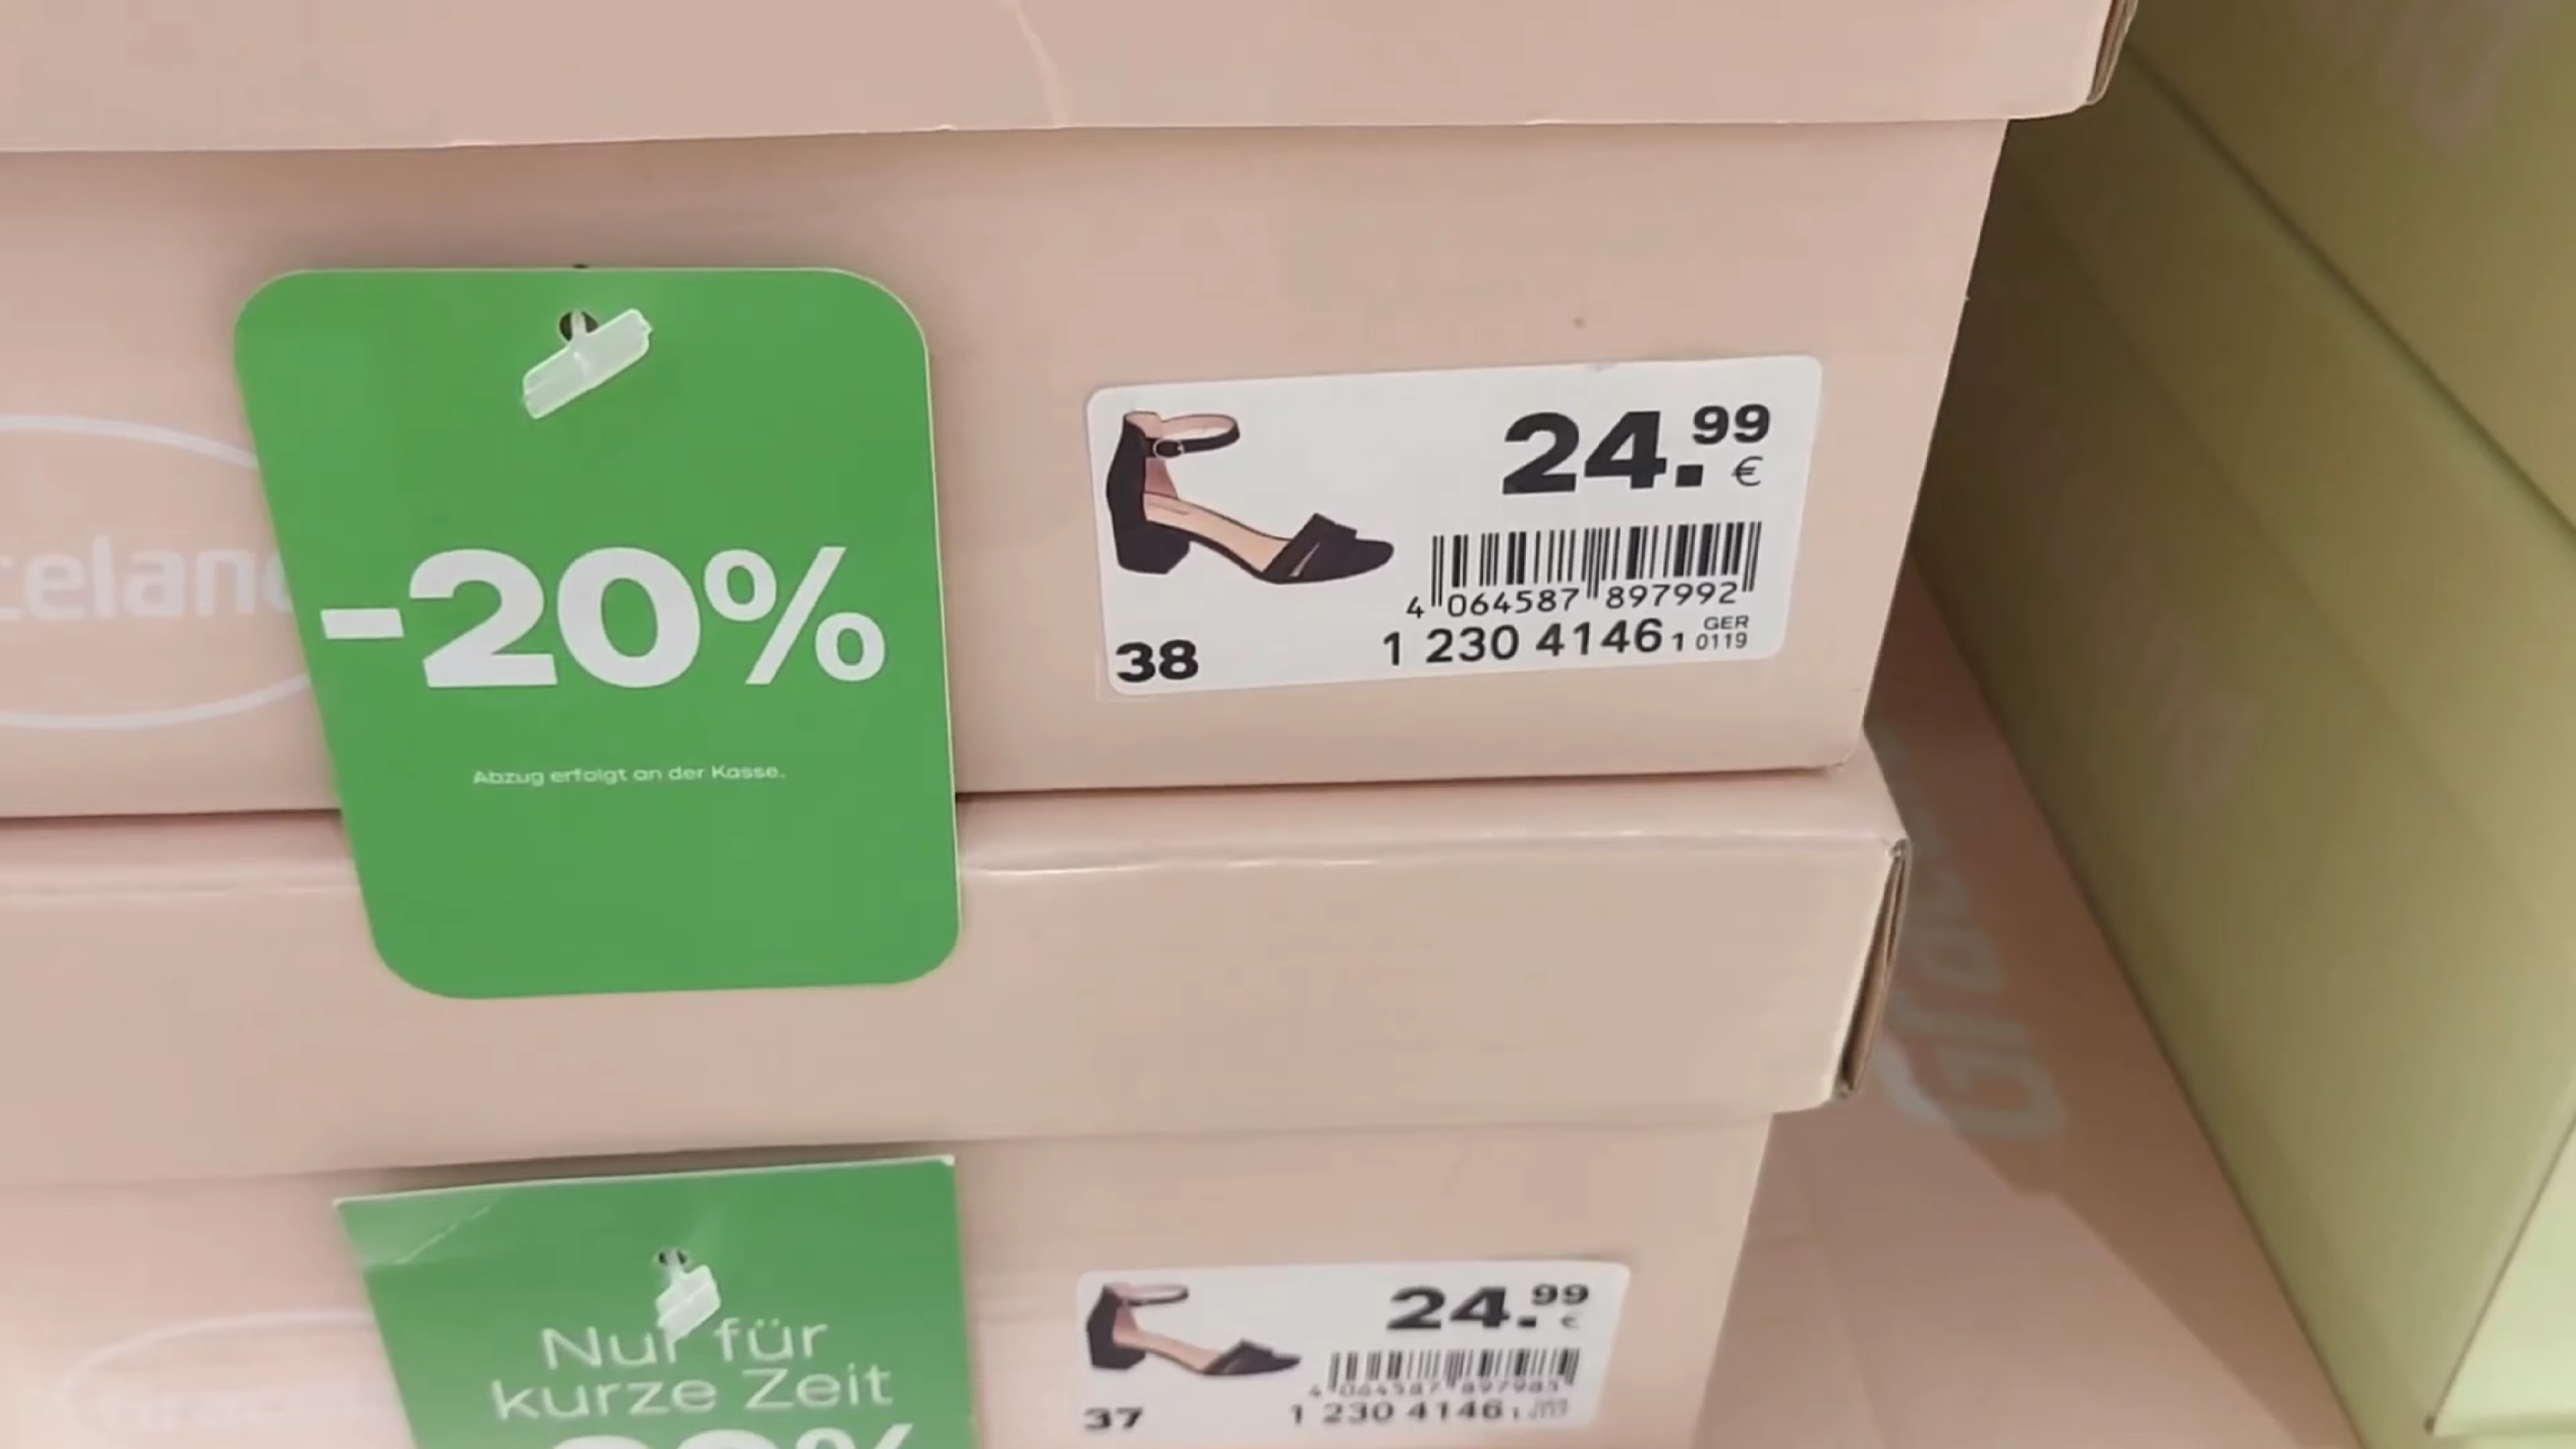 -20%
Abzug erfolgt an der Kasse.
24.99
€
4 064587 897992
GER
38
1 230 4146 1 0119
Nur für
kurze Zeit
24.99
€
37
1 230 4146